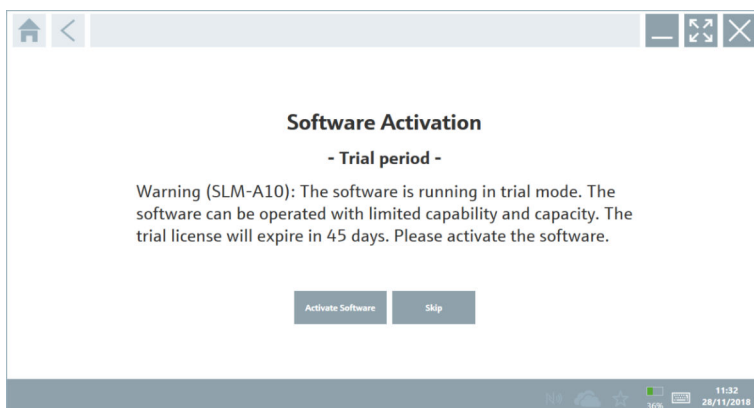 Software Activation
- Trial period -
Warning (SLM-A10): The software is running in trial mode. The
software can be operated with limited capability and capacity. The
trial license will expire in 45 days. Please activate the software.
Activate Software
Skip
36%
11:32
28/11/2018